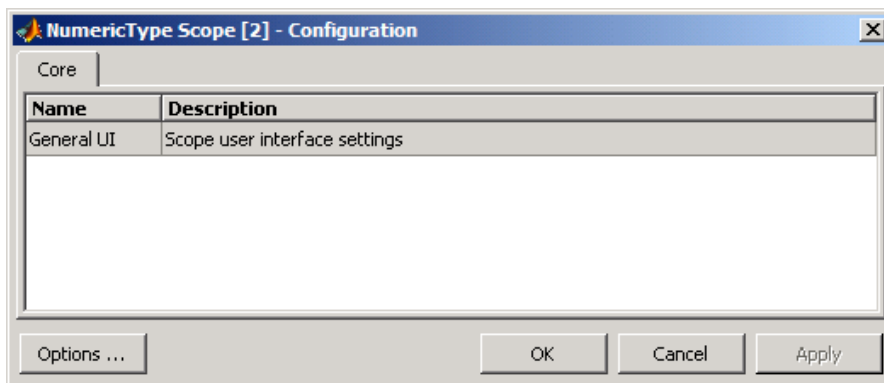 NumericType Scope [2] - Configuration
Core
Name Description
General UI Scope user interface settings
Options ... OK Cancel Apply